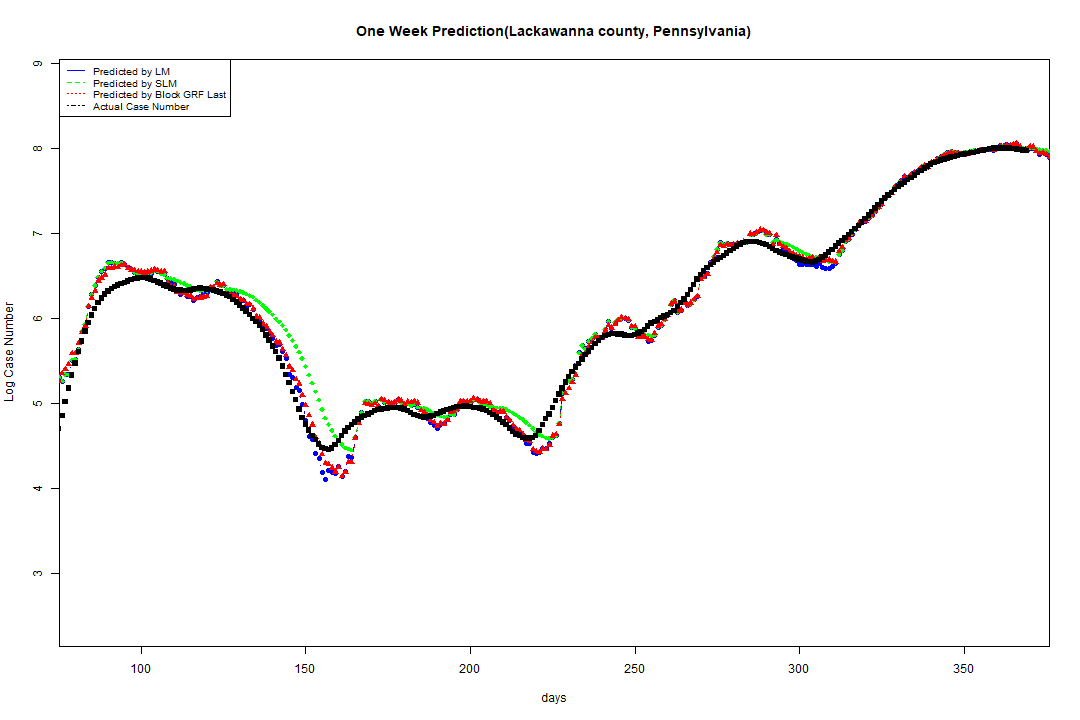 One Week Prediction(Lackawanna county, Pennsylvania)
Predicted by LM
Predicted by SLM
Predicted by Block GRF Last
Actual Case Number
Log Case Number
9
8
7
6
5
4
3
100 150 200 250 300 350
days